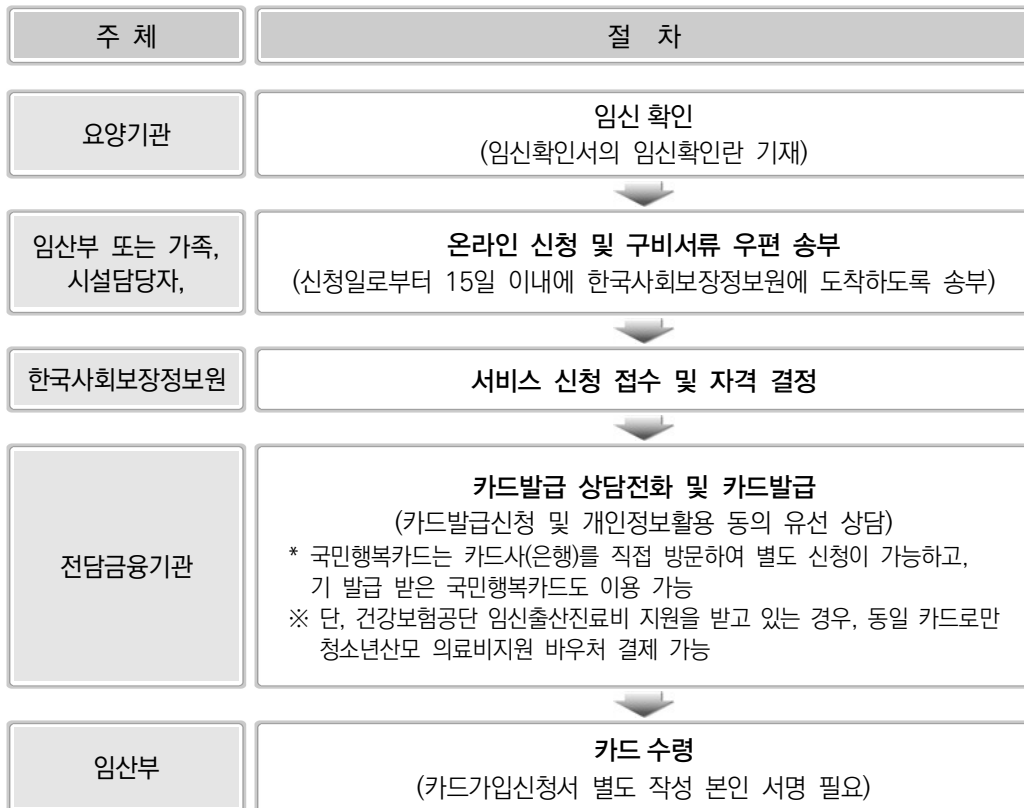 주 체
절 차
요양기관
임신 확인
(임신확인서의 임신확인란 기재)
임산부 또는 가족,
시설담당자,
온라인 신청 및 구비서류 우편 송부
(신청일로부터 15일 이내에 한국사회보장정보원에 도착하도록 송부)
한국사회보장정보원
서비스 신청 접수 및 자격 결정
전담금융기관
카드발급 상담전화 및 카드발급
(카드발급신청 및 개인정보활용 동의 유선 상담)
* 국민행복카드는 카드사(은행)를 직접 방문하여 별도 신청이 가능하고,
기 발급 받은 국민행복카드도 이용 가능
※ 단, 건강보험공단 임신출산진료비 지원을 받고 있는 경우, 동일 카드로만
청소년산모 의료비지원 바우처 결제 가능
임산부
카드 수령
(카드가입신청서 별도 작성 본인 서명 필요)